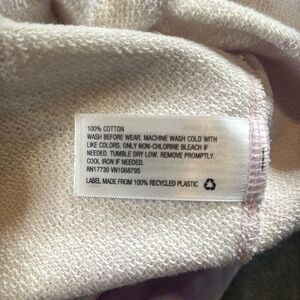 100% COTTON
WASH BEFORE WEAR. MACHINE WASH COLD WITH
LIKE COLORS. ONLY NON-CHLORINE BLEACH IF
NEEDED. TUMBLE DRY LOW. REMOVE PROMPTLY.
COOL IRON IF NEEDED.
RN17730 VN1068795
LABEL MADE FROM 100% RECYCLED PLASTIC